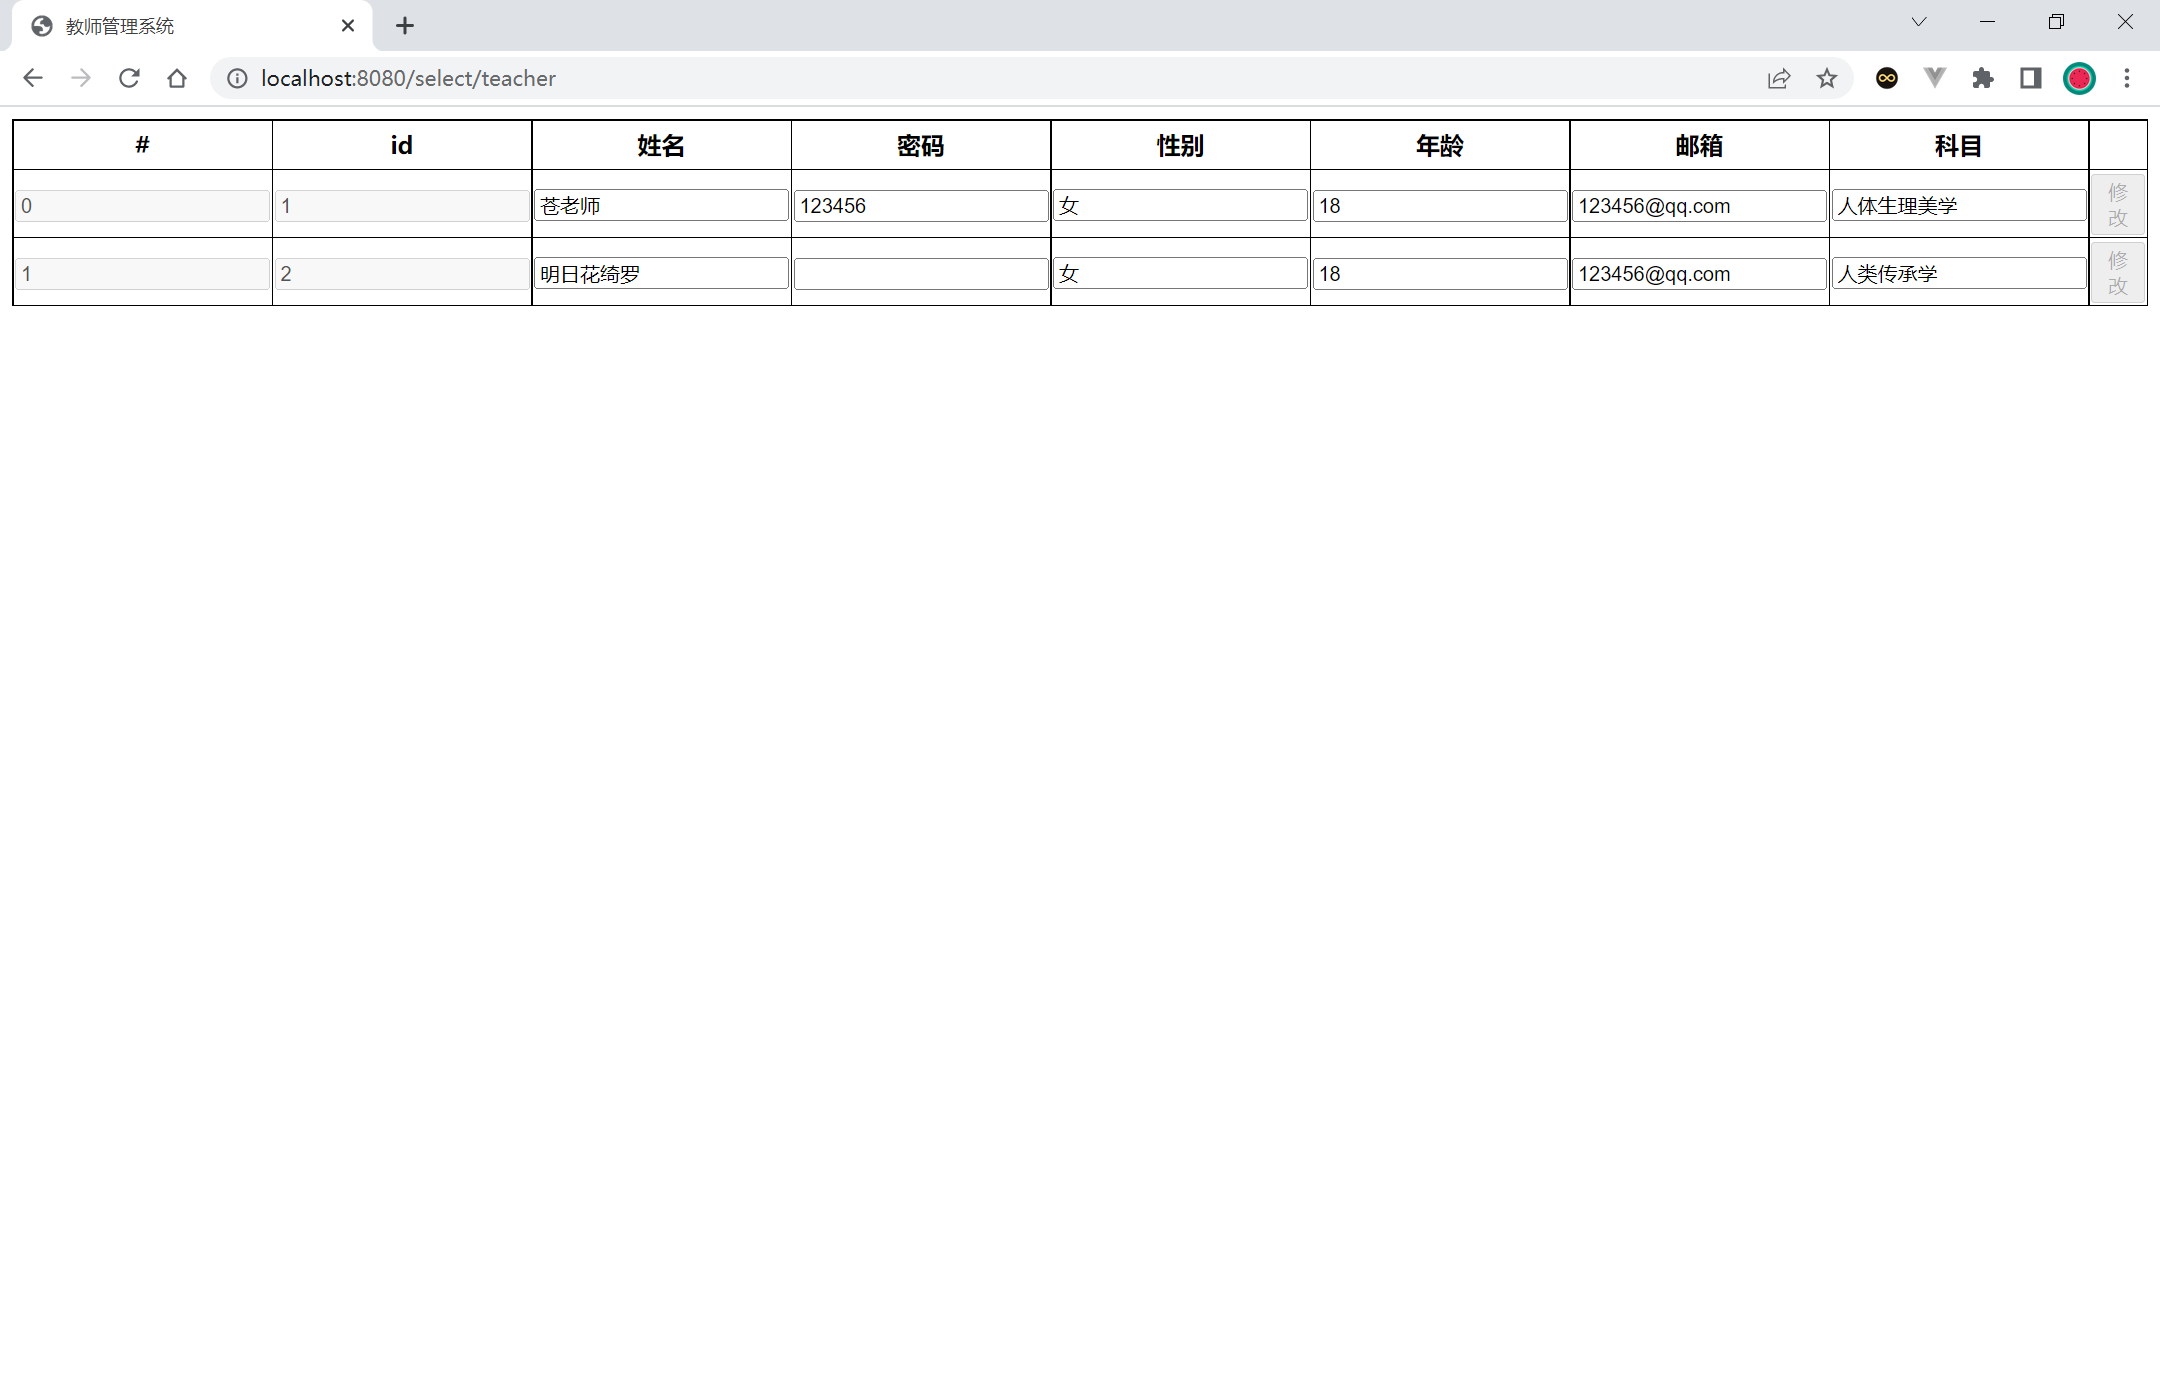 教师管理系统
localhost:8080/select/teacher
# id 姓名 密码 性别 年龄 邮箱 科目
0 1 苍老师 123456 女 18 123456@qq.com 人体生理美学 修改
1 2 明日花绮罗 女 18 123456@qq.com 人类传承学 修改